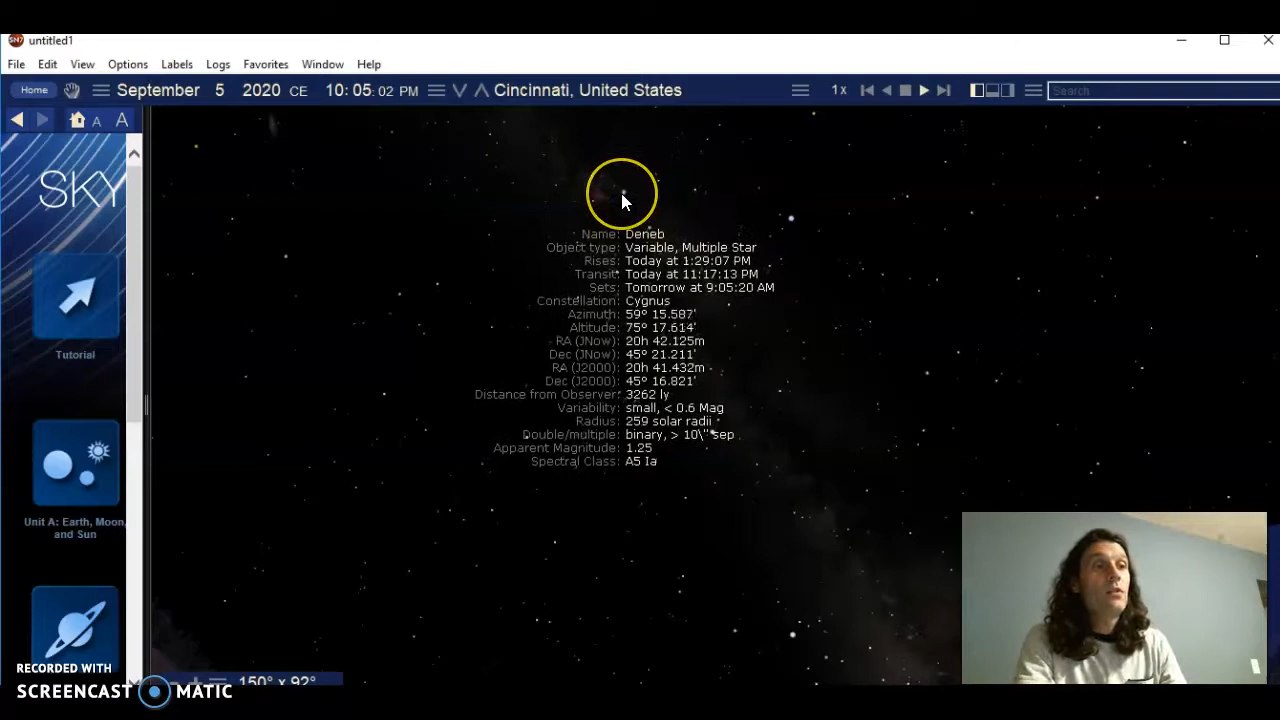 SN7 untitled1
File Edit View Options Labels Logs Favorites Window Help
Home September 5 2020 CE 10: 05: 02 PM Cincinnati, United States 1x Search
A A
SKY
Tutorial
Unit A: Earth, Moon, and Sun
Name: Deneb
Object type: Variable, Multiple Star
Rises: Today at 1:29:07 PM
Transit: Today at 11:17:13 PM
Sets: Tomorrow at 9:05:20 AM
Constellation: Cygnus
Azimuth: 59° 15.587'
Altitude: 75° 17.614'
RA (JNow): 20h 42.125m
Dec (JNow): 45° 21.211'
RA (J2000): 20h 41.432m
Dec (J2000): 45° 16.821'
Distance from Observer: 3262 ly
Variability: small, < 0.6 Mag
Radius: 259 solar radii
Double/multiple: binary, > 10\" sep
Apparent Magnitude: 1.25
Spectral Class: A5 Ia
150° x 92°
RECORDED WITH
SCREENCAST MATIC